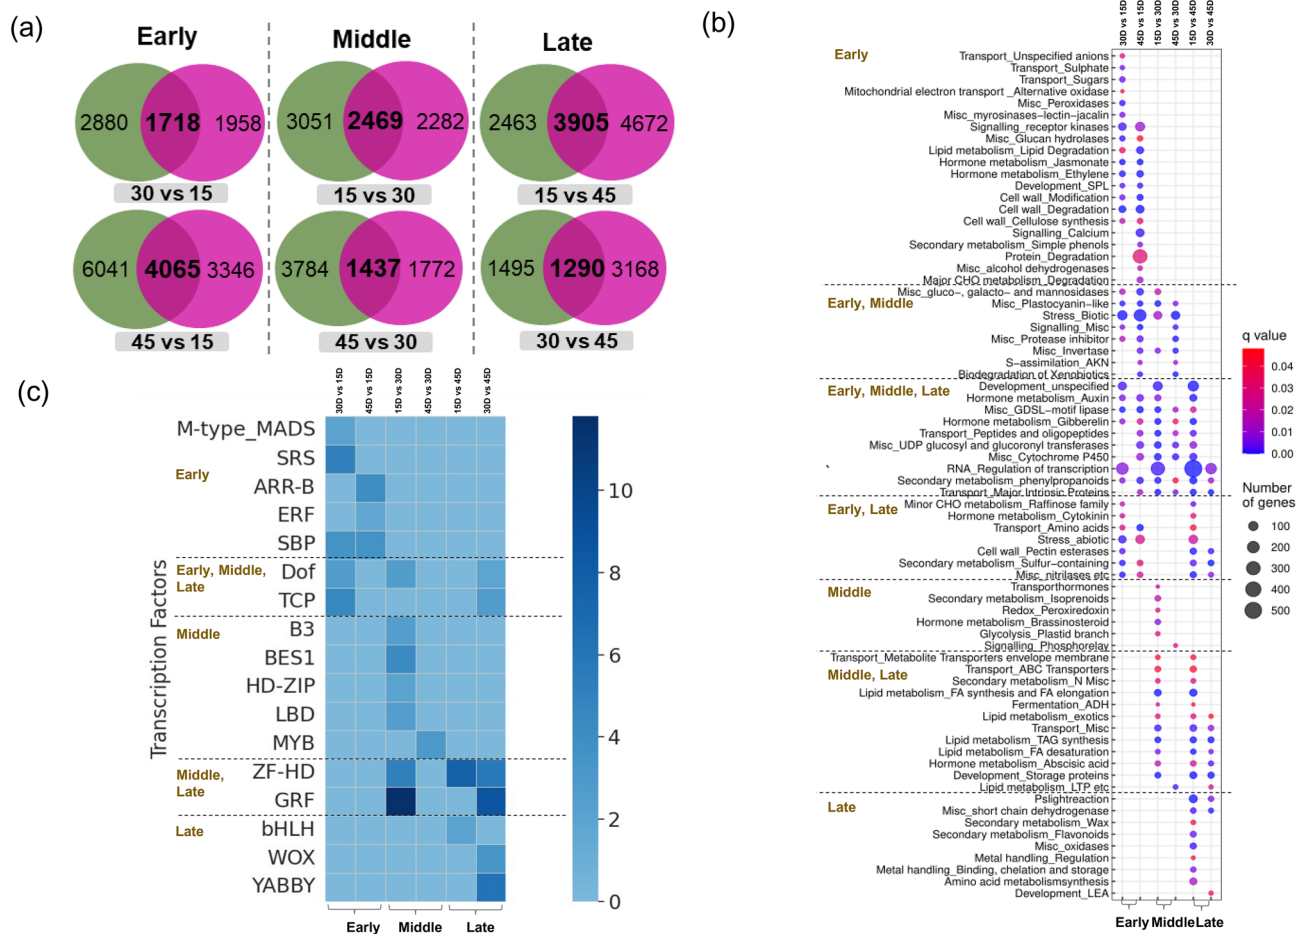 (a)
Early
Middle
Late
2880 1718 1958
3051 2469 2282
2463 3905 4672
30 vs 15
15 vs 30
15 vs 45
6041 4065 3346
3784 1437 1772
1495 1290 3168
45 vs 15
45 vs 30
30 vs 45
(b)
30D vs 15D
45D vs 15D
15D vs 30D
45D vs 30D
15D vs 45D
30D vs 45D
Early
Transport_Unspecified anions
Transport_Sulphate
Transport_Sugars
Mitochondrial electron transport _Alternative oxidase
Misc_Peroxidases
Misc_myrosinases-lectin-jacalin
Signalling_receptor kinases
Misc_Glucan hydrolases
Lipid metabolism_Lipid Degradation
Hormone metabolism_Jasmonate
Hormone metabolism_Ethylene
Development_SPL
Cell wall_Modification
Cell wall_Degradation
Cell wall_Cellulose synthesis
Signalling_Calcium
Secondary metabolism_Simple phenols
Protein_Degradation
Misc_alcohol dehydrogenases
Major CHO metabolism_Degradation
Early, Middle
Misc_gluco-, galacto- and mannosidases
Misc_Plastocyanin-like
Stress_Biotic
Signalling_Misc
Misc_Protease inhibitor
Misc_Invertase
S-assimilation_AKN
Biodegradation of Xenobiotics
Early, Middle, Late
Development_unspecified
Hormone metabolism_Auxin
Misc_GDSL-motif lipase
Hormone metabolism_Gibberelin
Transport_Peptides and oligopeptides
Misc_UDP glucosyl and glucoronyl transferases
Misc_Cytochrome P450
RNA_Regulation of transcription
Secondary metabolism_phenylpropanoids
Transport_Major Intrinsic Proteins
Early, Late
Minor CHO metabolism_Raffinose family
Hormone metabolism_Cytokinin
Transport_Amino acids
Stress_abiotic
Cell wall_Pectin esterases
Secondary metabolism_Sulfur-containing
Misc_nitrilases etc
Middle
Transporthormones
Secondary metabolism_Isoprenoids
Redox_Peroxiredoxin
Hormone metabolism_Brassinosteroid
Glycolysis_Plastid branch
Signalling_Phosphorelay
Middle, Late
Transport_Metabolite Transporters envelope membrane
Transport_ABC Transporters
Secondary metabolism_N Misc
Lipid metabolism_FA synthesis and FA elongation
Fermentation_ADH
Lipid metabolism_exotics
Transport_Misc
Lipid metabolism_TAG synthesis
Lipid metabolism_FA desaturation
Hormone metabolism_Abscisic acid
Development_Storage proteins
Lipid metabolism_LTP etc
Late
Pslightreaction
Misc_short chain dehydrogenase
Secondary metabolism_Wax
Secondary metabolism_Flavonoids
Misc_oxidases
Metal handling_Regulation
Metal handling_Binding, chelation and storage
Amino acid metabolismsynthesis
Development_LEA
Early Middle Late
q value
0.04
0.03
0.02
0.01
0.00
Number
of genes
100
200
300
400
500
(c)
30D vs 15D
45D vs 15D
15D vs 30D
45D vs 30D
15D vs 45D
30D vs 45D
Transcription Factors
Early
M-type_MADS
SRS
ARR-B
ERF
SBP
Early, Middle,
Late
Dof
TCP
Middle
B3
BES1
HD-ZIP
LBD
MYB
Middle,
Late
ZF-HD
GRF
Late
bHLH
WOX
YABBY
Early Middle Late
10
8
6
4
2
0